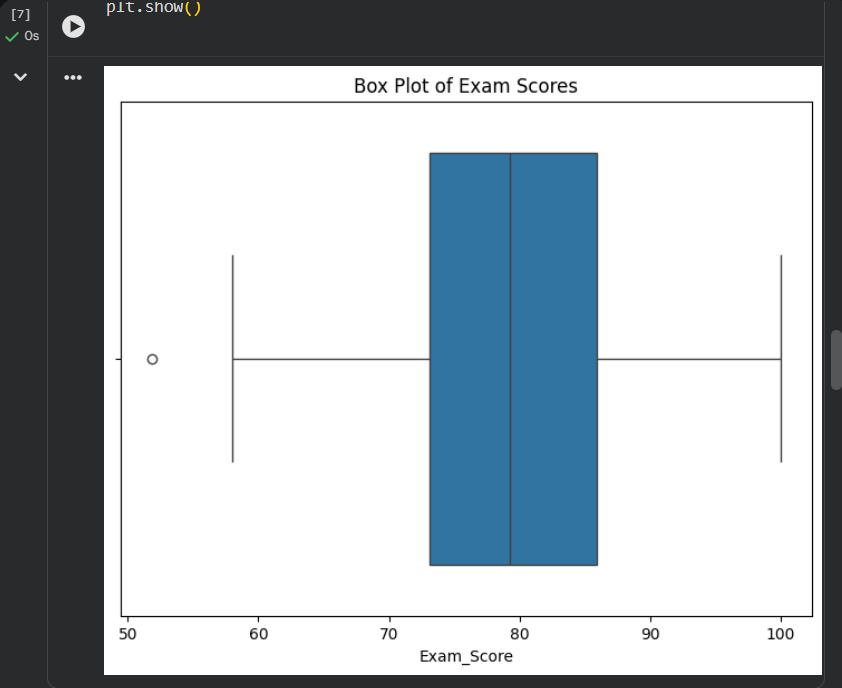 [7]
0s
plt.show()
Box Plot of Exam Scores
50 60 70 80 90 100
Exam_Score